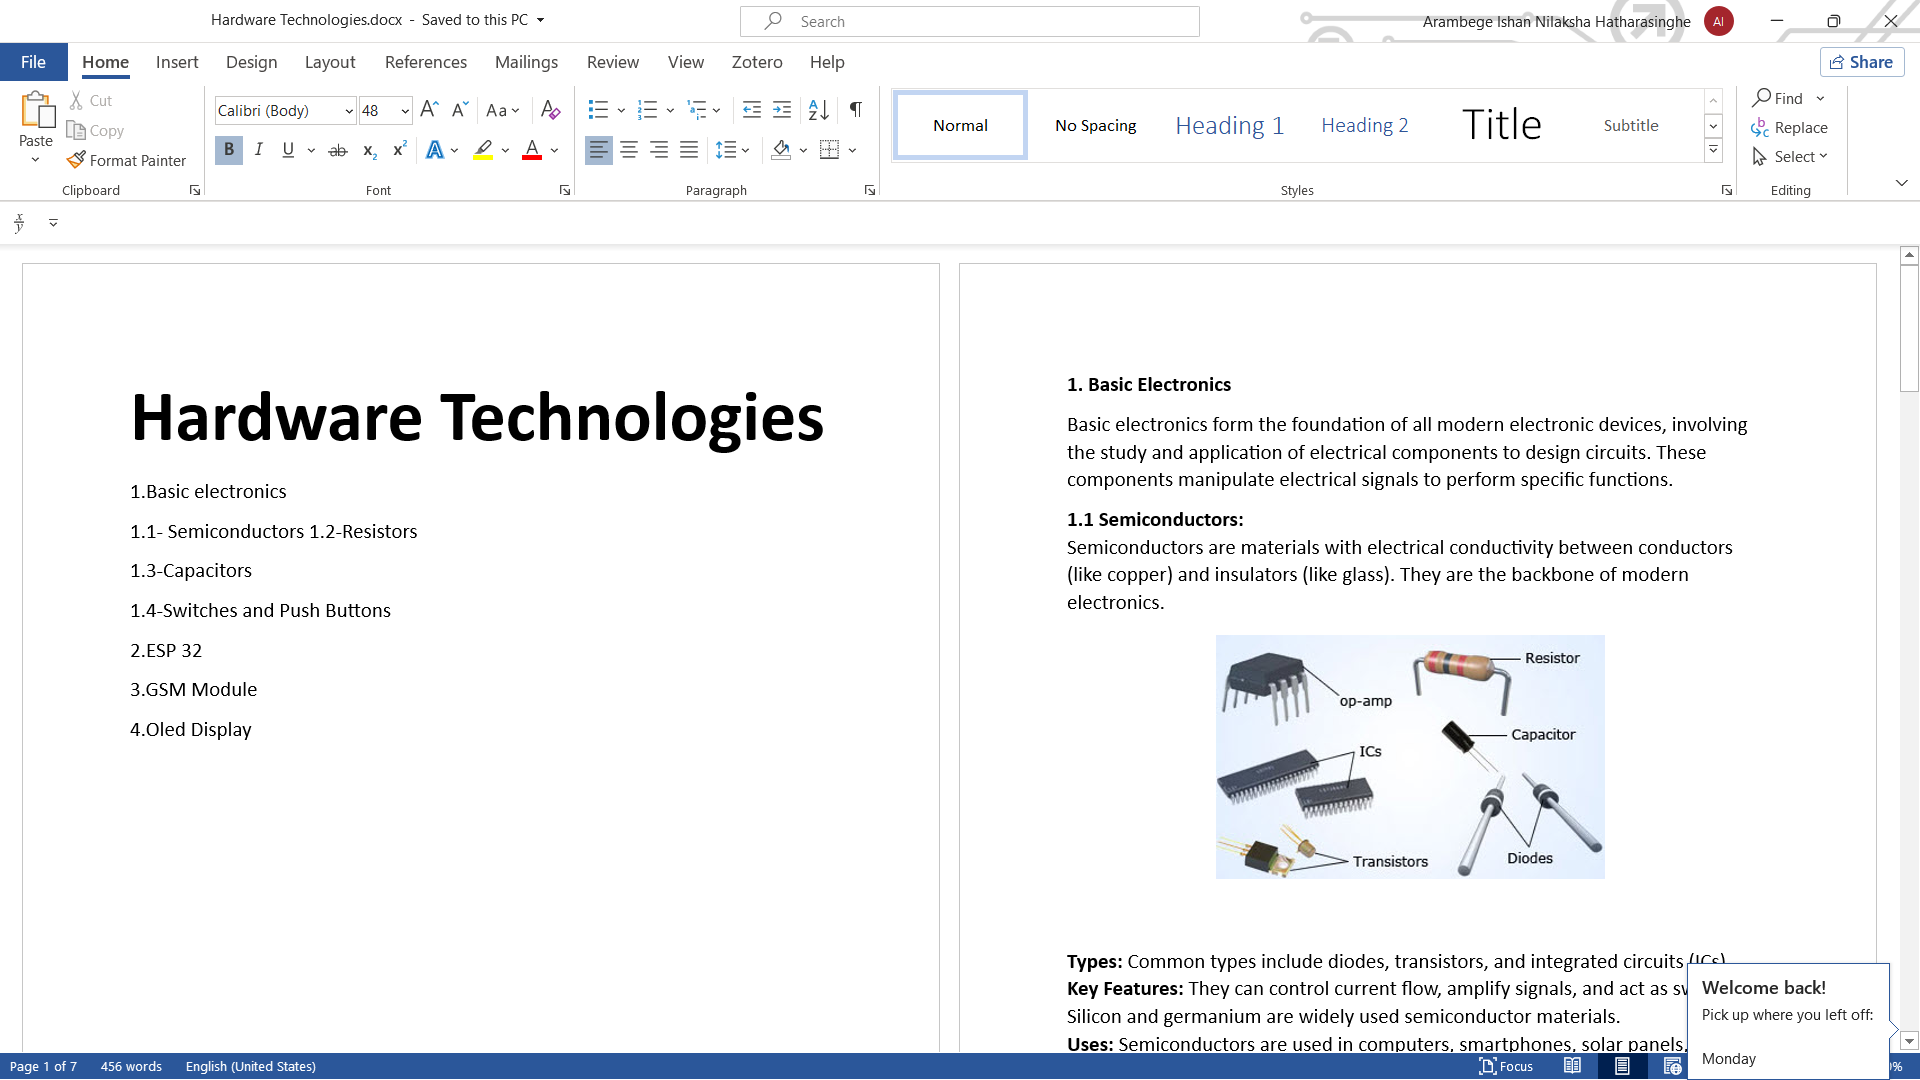 Hardware Technologies.docx - Saved to this PC
Search
Arambege Ishan Nilaksha Hatharasinghe
AI
File
Home
Insert
Design
Layout
References
Mailings
Review
View
Zotero
Help
Share
Paste
Cut
Copy
Format Painter
Clipboard
Calibri (Body)
48
Font
Paragraph
Normal
No Spacing
Heading 1
Heading 2
Title
Subtitle
Styles
Find
Replace
Select
Editing
Hardware Technologies
1.Basic electronics
1.1- Semiconductors 1.2-Resistors
1.3-Capacitors
1.4-Switches and Push Buttons
2.ESP 32
3.GSM Module
4.Oled Display
1. Basic Electronics
Basic electronics form the foundation of all modern electronic devices, involving
the study and application of electrical components to design circuits. These
components manipulate electrical signals to perform specific functions.
1.1 Semiconductors:
Semiconductors are materials with electrical conductivity between conductors
(like copper) and insulators (like glass). They are the backbone of modern
electronics.
Resistor
op-amp
Capacitor
ICs
Transistors
Diodes
Types: Common types include diodes, transistors, and integrated circuits (ICs)
Key Features: They can control current flow, amplify signals, and act as
Silicon and germanium are widely used semiconductor materials.
Uses: Semiconductors are used in computers, smartphones, solar panels,
Welcome back!
Pick up where you left off:
Monday
Page 1 of 7
456 words
English (United States)
Focus